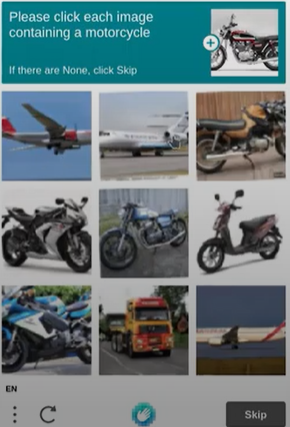 Please click each image
containing a motorcycle
If there are None, click Skip
EN
Skip